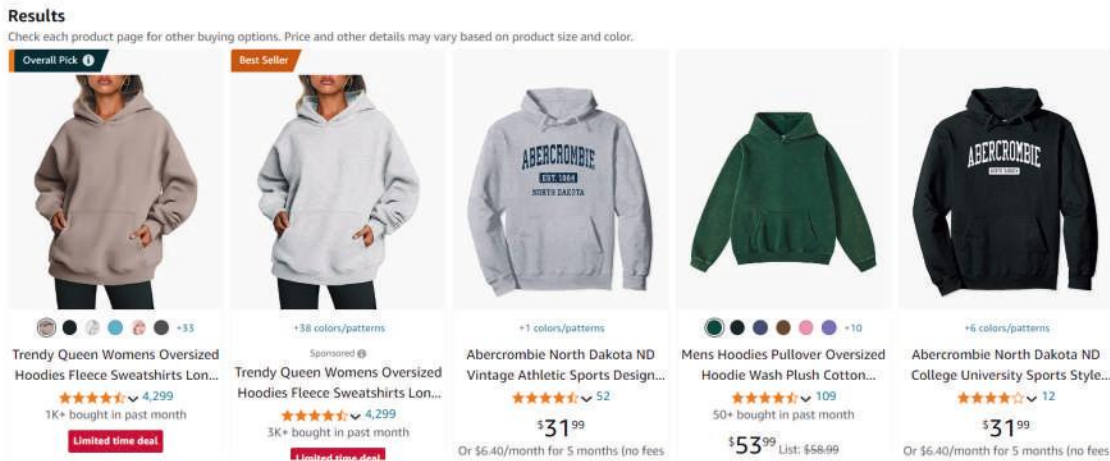 Results
Check each product page for other buying options. Price and other details may vary based on product size and color.
Overall Pick
Best Seller
ABERCROMBIE
EST. 1884
NORTH DAKOTA
ABERCROMBIE
+33
+38 colors/patterns
+1 colors/patterns
+10
+6 colors/patterns
Trendy Queen Womens Oversized
Hoodies Fleece Sweatshirts Lon...
4,299
1K+ bought in past month
Limited time deal
Sponsored
Trendy Queen Womens Oversized
Hoodies Fleece Sweatshirts Lon...
4,299
3K+ bought in past month
Limited time deal
Abercrombie North Dakota ND
Vintage Athletic Sports Design...
52
$31.99
Or $6.40/month for 5 months (no fees
Mens Hoodies Pullover Oversized
Hoodie Wash Plush Cotton...
109
50+ bought in past month
$53.99 List: $58.99
Abercrombie North Dakota ND
College University Sports Style...
12
$31.99
Or $6.40/month for 5 months (no fees